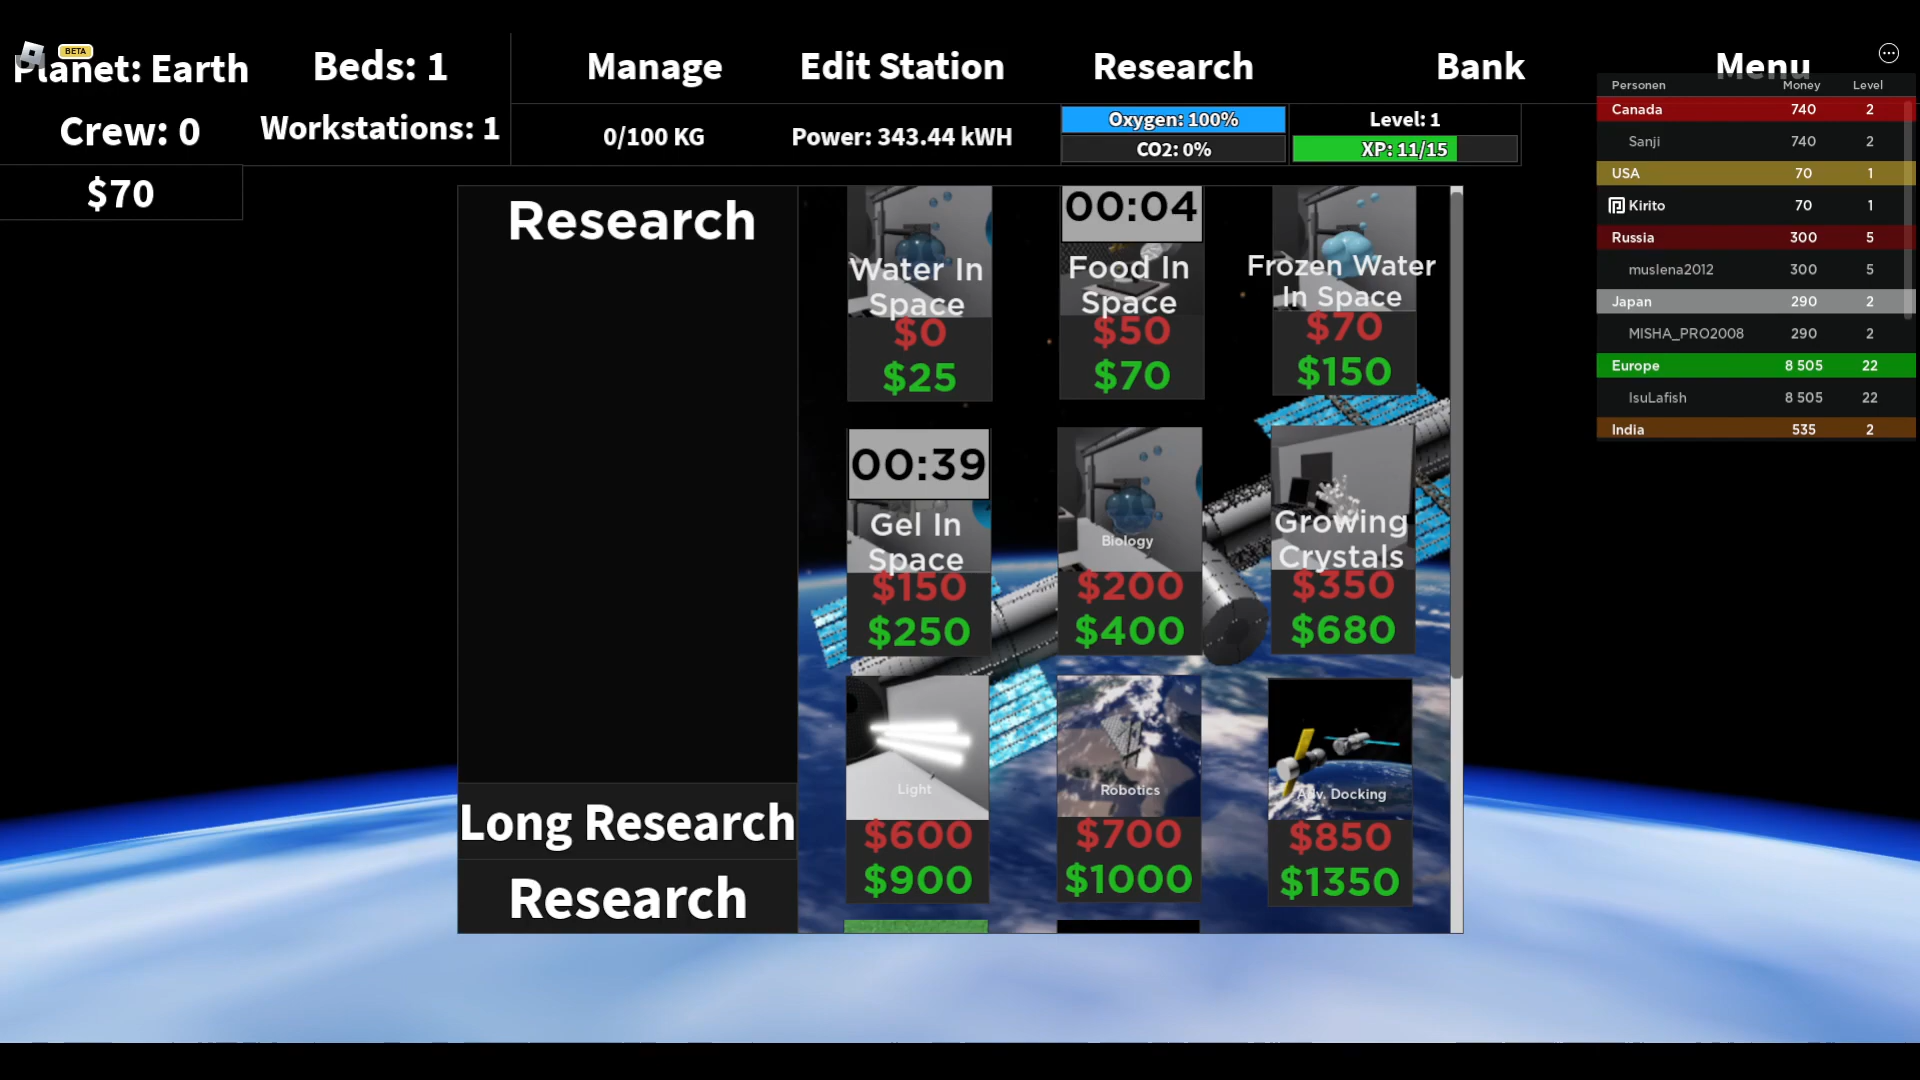 BETA
Planet: Earth
Beds: 1
Manage
Edit Station
Research
Bank
Menu
Crew: 0
Workstations: 1
0/100 KG
Power: 343.44 kWH
Oxygen: 100%
CO2: 0%
Level: 1
XP: 11/15
$70
Personen Money Level
Canada 740 2
Sanji 740 2
USA 70 1
Kirito 70 1
Russia 300 5
muslena2012 300 5
Japan 290 2
MISHA_PRO2008 290 2
Europe 8 505 22
IsuLafish 8 505 22
India 535 2
Research
Water In
Space
$0
$25
00:04
Food In
Space
$50
$70
Frozen Water
In Space
$70
$150
00:39
Gel In
Space
$150
$250
Biology
$200
$400
Growing
Crystals
$350
$680
Light
$600
$900
Robotics
$700
$1000
Adv. Docking
$850
$1350
Long Research
Research